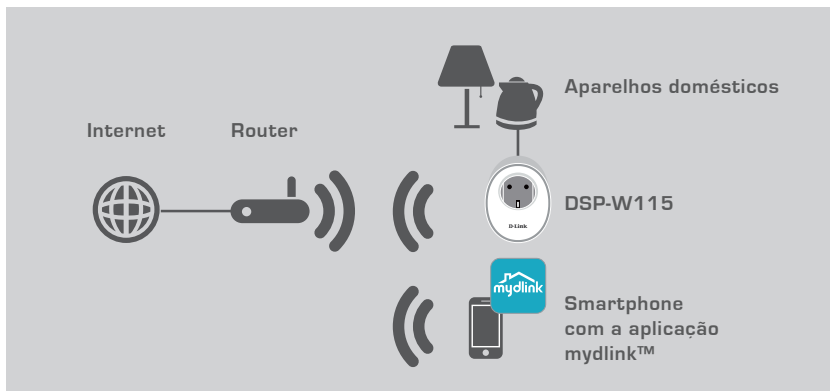 Aparelhos domésticos
Internet
Router
DSP-W115
D-Link
mydlink
Smartphone
com a aplicação
mydlink™